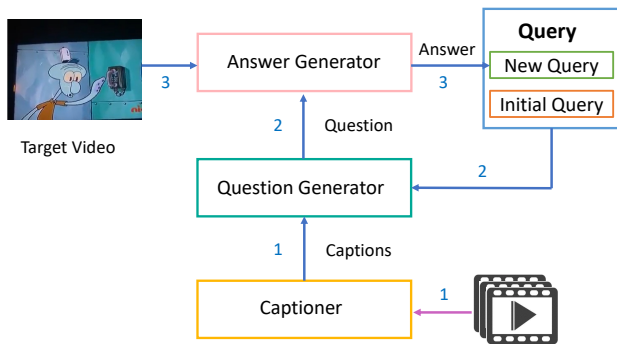 Query
Answer Generator
Answer
New Query
3
3
Initial Query
2
Question
Target Video
2
Question Generator
1
Captions
1
Captioner